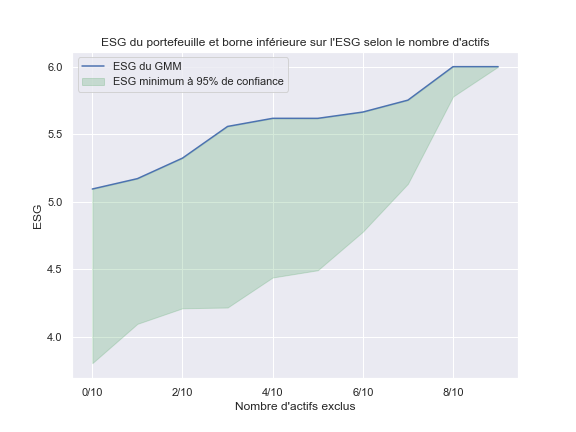 ESG du portefeuille et borne inférieure sur l'ESG selon le nombre d'actifs
ESG du GMM
ESG minimum à 95% de confiance
6.0
5.5
5.0
4.5
4.0
ESG
0/10 2/10 4/10 6/10 8/10
Nombre d'actifs exclus